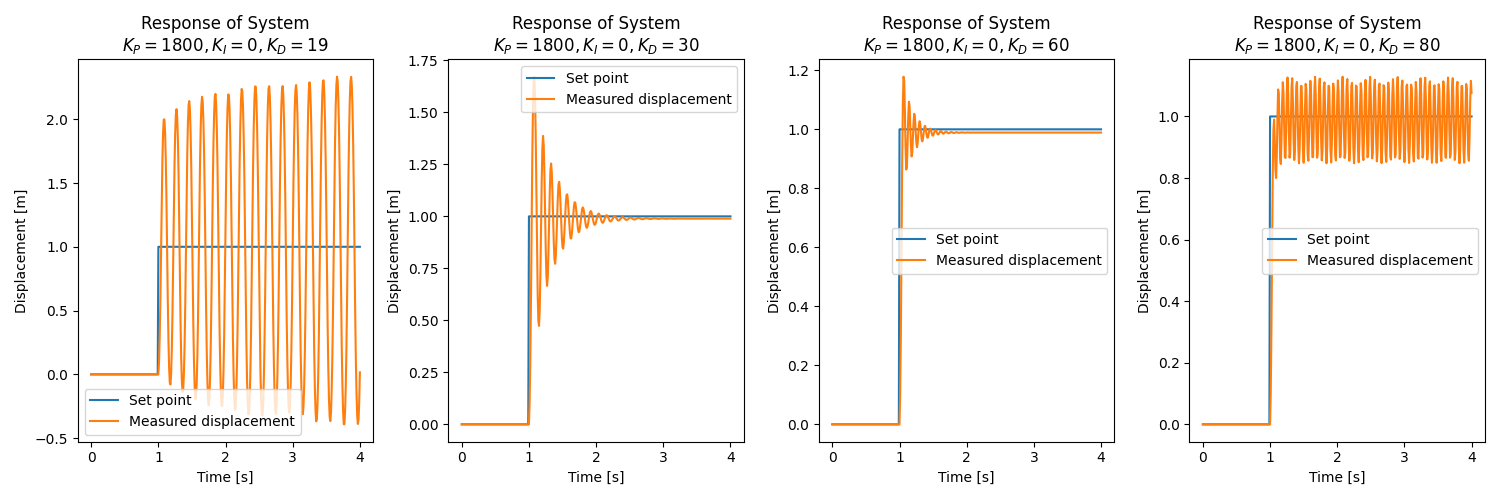 Response of System
K_P = 1800, K_I = 0, K_D = 19
Displacement [m]
2.0
1.5
1.0
0.5
0.0
−0.5
Set point
Measured displacement
0 1 2 3 4
Time [s]
Response of System
K_P = 1800, K_I = 0, K_D = 30
Displacement [m]
1.75
1.50
1.25
1.00
0.75
0.50
0.25
0.00
Set point
Measured displacement
0 1 2 3 4
Time [s]
Response of System
K_P = 1800, K_I = 0, K_D = 60
Displacement [m]
1.2
1.0
0.8
0.6
0.4
0.2
0.0
Set point
Measured displacement
0 1 2 3 4
Time [s]
Response of System
K_P = 1800, K_I = 0, K_D = 80
Displacement [m]
1.0
0.8
0.6
0.4
0.2
0.0
Set point
Measured displacement
0 1 2 3 4
Time [s]